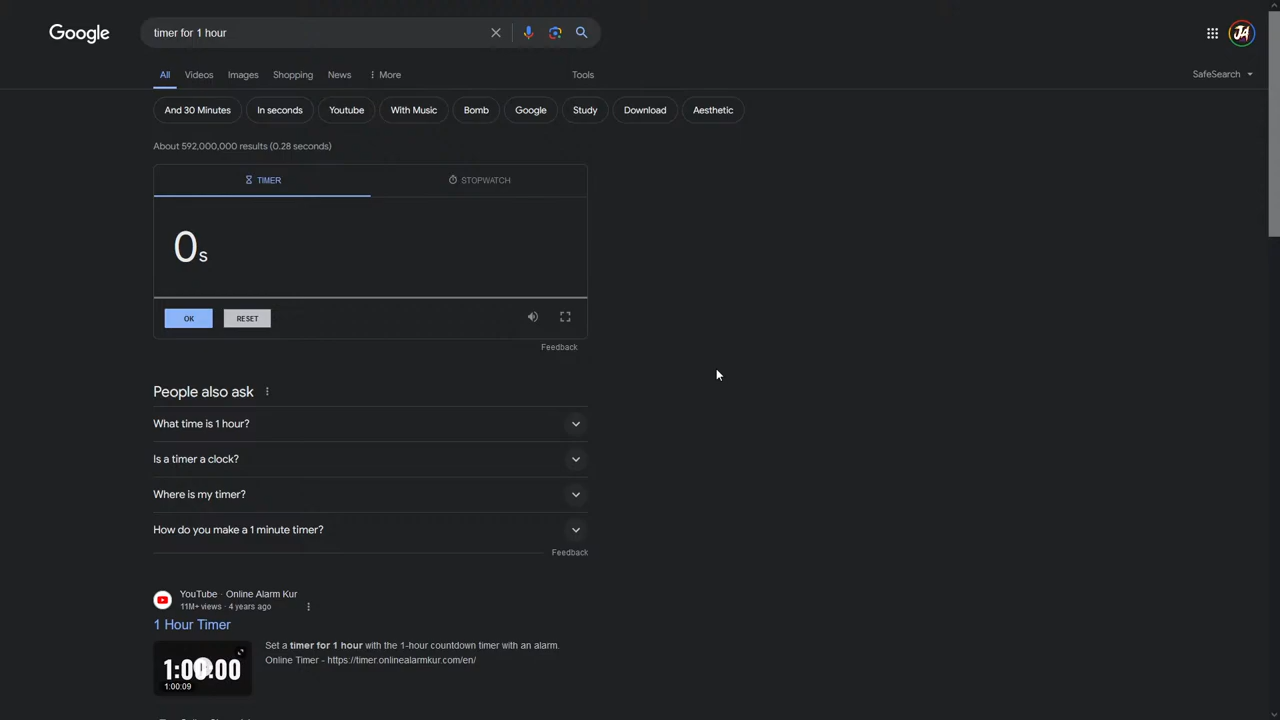 Google
timer for 1 hour
JA
All Videos Images Shopping News More Tools
SafeSearch
And 30 Minutes In seconds Youtube With Music Bomb Google Study Download Aesthetic
About 592,000,000 results (0.28 seconds)
TIMER STOPWATCH
0s
OK RESET
Feedback
People also ask
What time is 1 hour?
Is a timer a clock?
Where is my timer?
How do you make a 1 minute timer?
Feedback
YouTube · Online Alarm Kur
11M+ views · 4 years ago
1 Hour Timer
Set a timer for 1 hour with the 1-hour countdown timer with an alarm.
Online Timer - https://timer.onlinealarmkur.com/en/
1:00:00
1:00:09